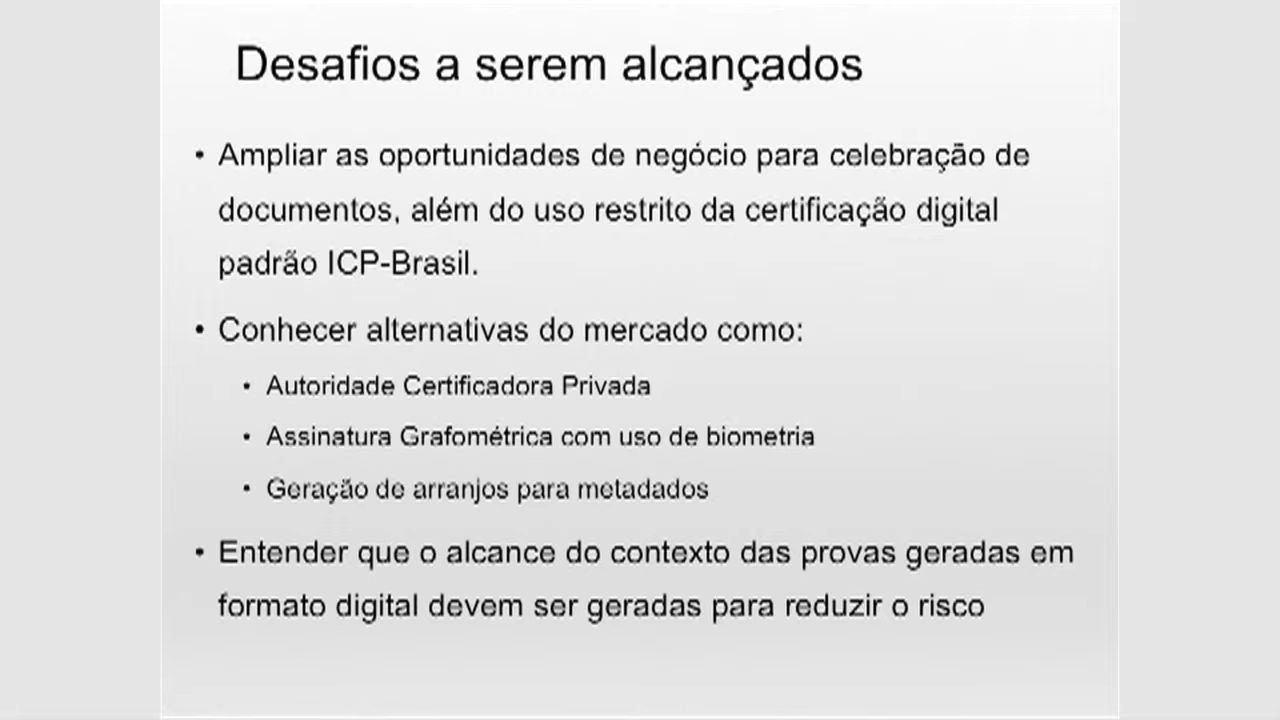 Desafios a serem alcançados
• Ampliar as oportunidades de negócio para celebração de
documentos, além do uso restrito da certificação digital
padrão ICP-Brasil.
• Conhecer alternativas do mercado como:
• Autoridade Certificadora Privada
• Assinatura Grafométrica com uso de biometria
• Geração de arranjos para metadados
• Entender que o alcance do contexto das provas geradas em
formato digital devem ser geradas para reduzir o risco